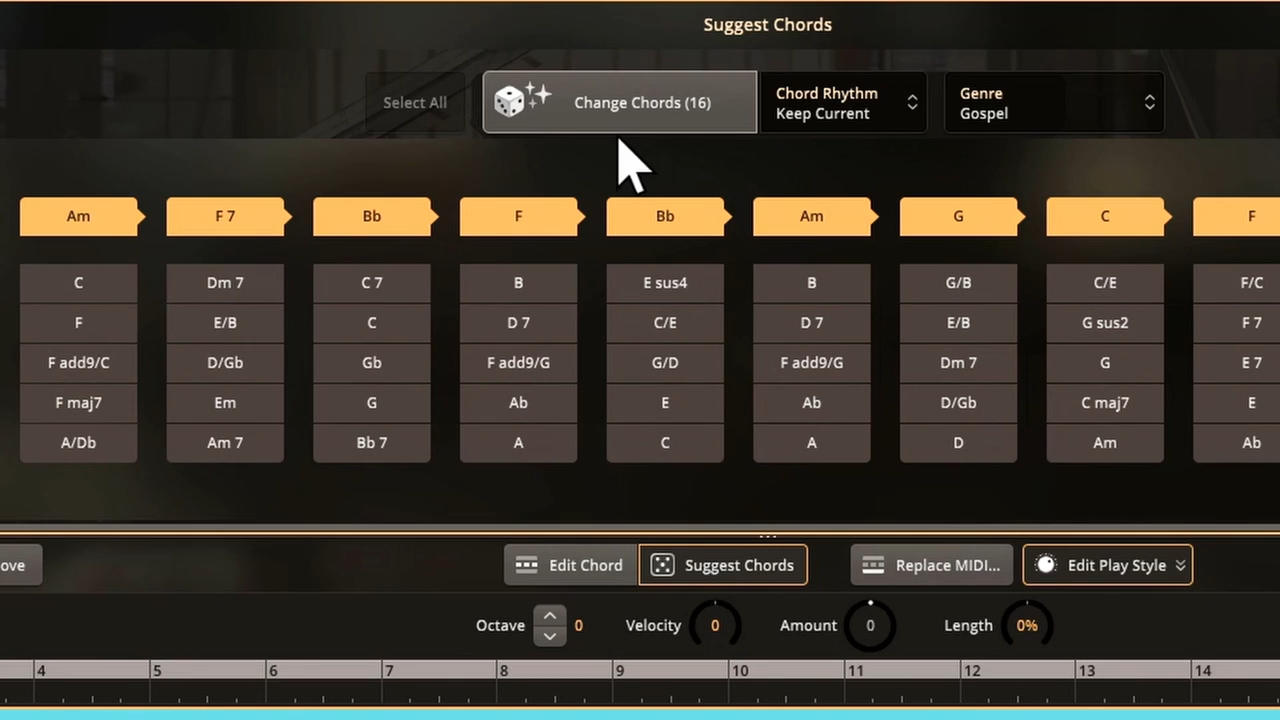 Suggest Chords
Select All
Change Chords (16)
Chord Rhythm
Keep Current
Genre
Gospel
Am F 7 Bb F Bb Am G C F
C Dm 7 C 7 B E sus4 B G/B C/E F/C
F E/B C D 7 C/E D 7 E/B G sus2 F 7
F add9/C D/Gb Gb F add9/G G/D F add9/G Dm 7 G E 7
F maj7 Em G Ab E Ab D/Gb C maj7 E
A/Db Am 7 Bb 7 A C A D Am Ab
ove Edit Chord Suggest Chords Replace MIDI... Edit Play Style
Octave 0 Velocity 0 Amount 0 Length 0%
4 5 6 7 8 9 10 11 12 13 14